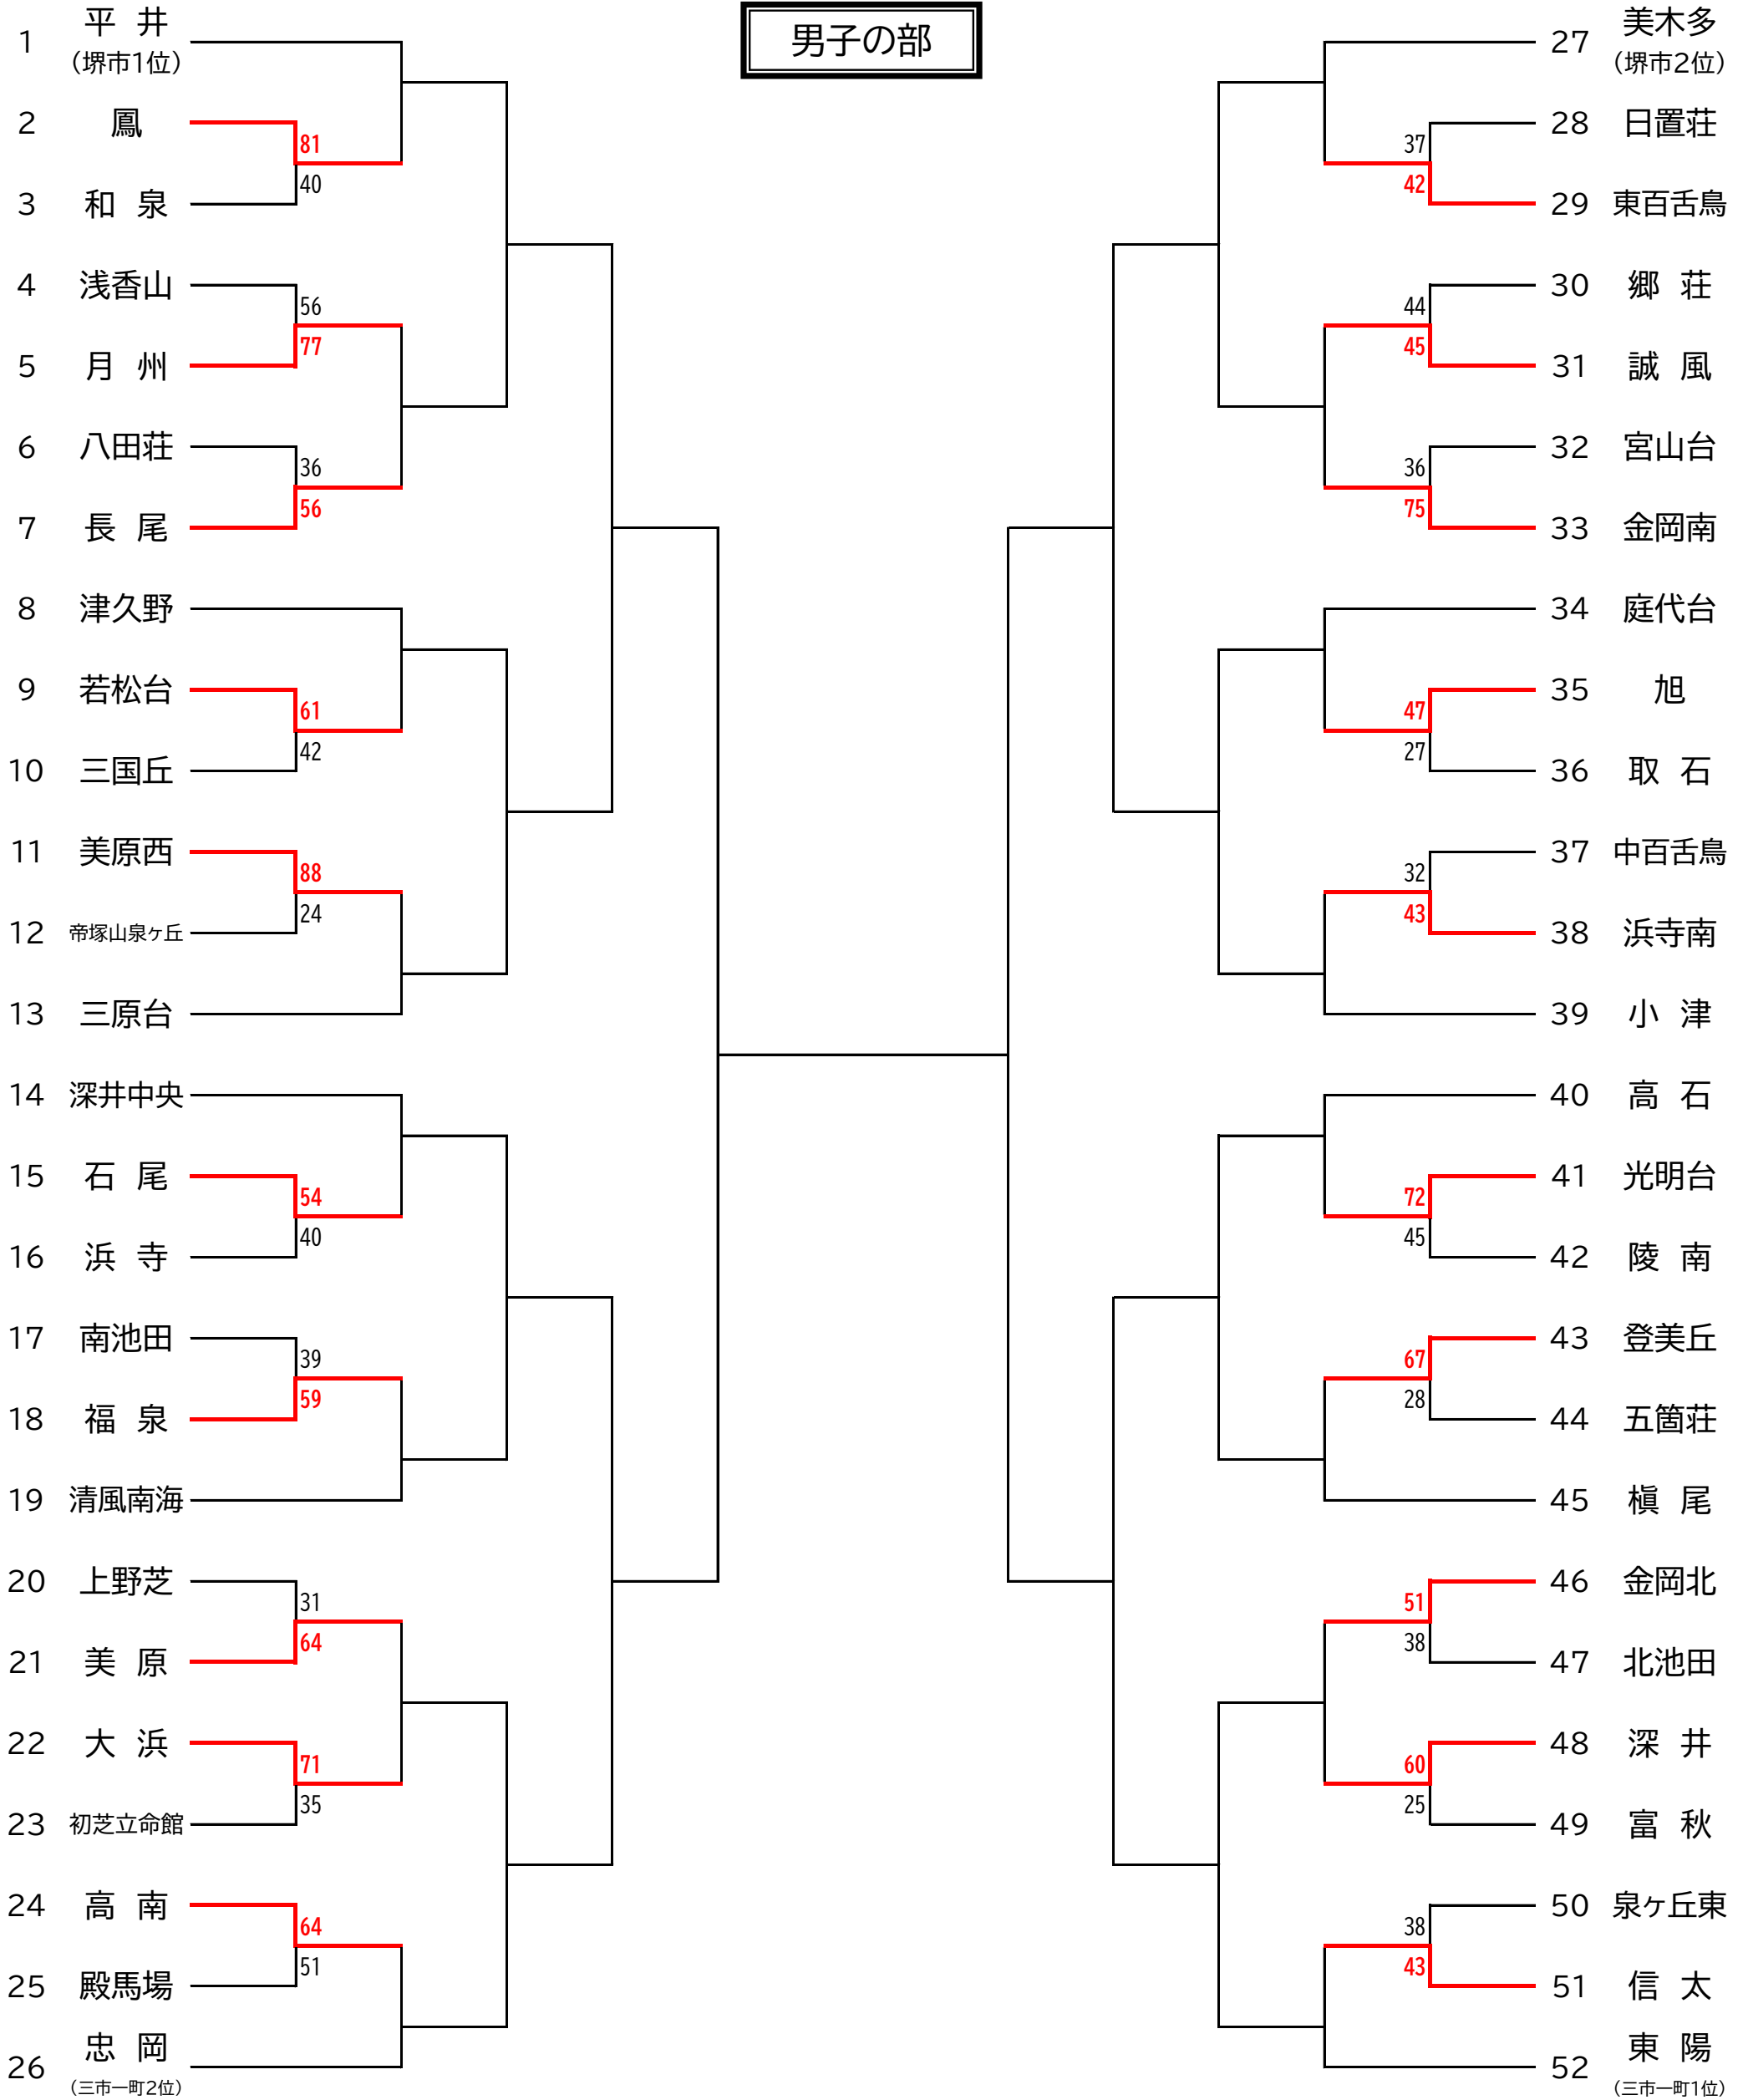 男子の部
1 平 井
(堺市1位)
2 鳳
81
40
3 和 泉
4 浅香山
56
77
5 月 州
6 八田荘
36
56
7 長 尾
8 津久野
9 若松台
61
42
10 三国丘
11 美原西
88
24
12 帝塚山泉ヶ丘
13 三原台
14 深井中央
15 石 尾
54
40
16 浜 寺
17 南池田
39
59
18 福 泉
19 清風南海
20 上野芝
31
64
21 美 原
22 大 浜
71
35
23 初芝立命館
24 高 南
64
51
25 殿馬場
26 忠 岡
(三市一町2位)
27 美木多
(堺市2位)
28 日置荘
37
42
29 東百舌鳥
30 郷 荘
44
45
31 誠 風
32 宮山台
36
75
33 金岡南
34 庭代台
35 旭
47
27
36 取 石
37 中百舌鳥
32
43
38 浜寺南
39 小 津
40 高 石
41 光明台
72
45
42 陵 南
43 登美丘
67
28
44 五箇荘
45 槇 尾
46 金岡北
51
38
47 北池田
48 深 井
60
25
49 富 秋
50 泉ヶ丘東
38
43
51 信 太
52 東 陽
(三市一町1位)